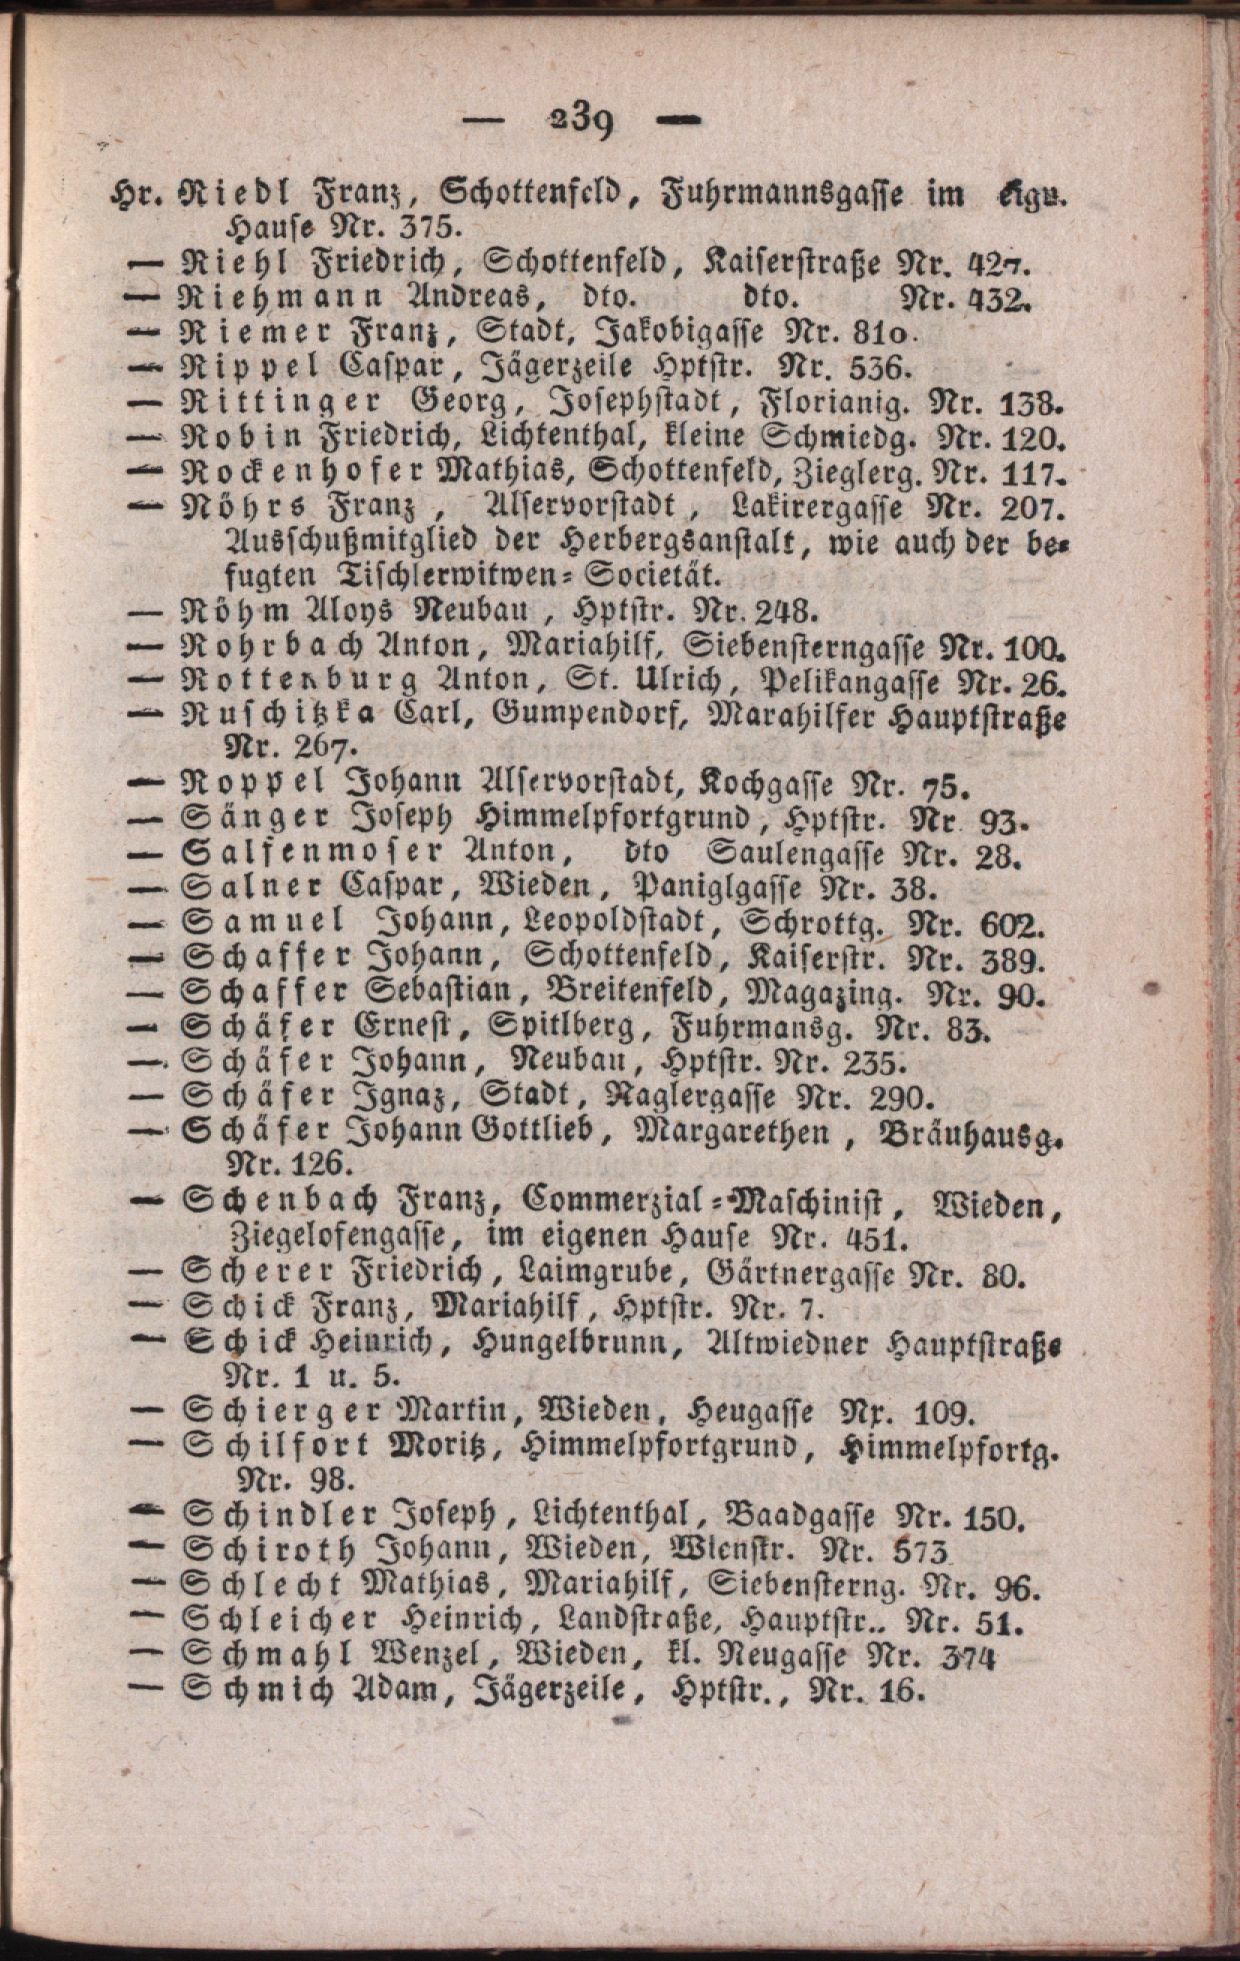 — 239 —
Hr. Riedl Franz, Schottenfeld, Fuhrmannsgasse im eign.
Hause Nr. 375.
— Riehl Friedrich, Schottenfeld, Kaiserstraße Nr. 427.
— Riehmann Andreas, dto. dto. Nr. 432.
— Riemer Franz, Stadt, Jakobigasse Nr. 810.
— Rippel Caspar, Jägerzeile Hptstr. Nr. 536.
— Rittinger Georg, Josephstadt, Florianig. Nr. 138.
— Robin Friedrich, Lichtenthal, kleine Schmiedg. Nr. 120.
— Rockenhofer Mathias, Schottenfeld, Zieglerg. Nr. 117.
— Röhrs Franz, Alservorstadt, Lakirergasse Nr. 207.
Ausschußmitglied der Herbergsanstalt, wie auch der be-
fugten Tischlerwitwen-Societät.
— Röhm Aloys Neubau, Hptstr. Nr. 248.
— Rohrbach Anton, Mariahilf, Siebensterngasse Nr. 100.
— Rottenburg Anton, St. Ulrich, Pelikangasse Nr. 26.
— Ruschitzka Carl, Gumpendorf, Marahilfer Hauptstraße
Nr. 267.
— Roppel Johann Alservorstadt, Kochgasse Nr. 75.
— Sänger Joseph Himmelpfortgrund, Hptstr. Nr. 93.
— Salfenmoser Anton, dto Saulengasse Nr. 28.
— Salner Caspar, Wieden, Paniglgasse Nr. 38.
— Samuel Johann, Leopoldstadt, Schrottg. Nr. 602.
— Schaffer Johann, Schottenfeld, Kaiserstr. Nr. 389.
— Schaffer Sebastian, Breitenfeld, Magazing. Nr. 90.
— Schäfer Ernest, Spitlberg, Fuhrmansg. Nr. 83.
— Schäfer Johann, Neubau, Hptstr. Nr. 235.
— Schäfer Ignaz, Stadt, Naglergasse Nr. 290.
— Schäfer Johann Gottlieb, Margarethen, Bräuhausg.
Nr. 126.
— Schenbach Franz, Commerzial-Maschinist, Wieden,
Ziegelofengasse, im eigenen Hause Nr. 451.
— Scherer Friedrich, Laimgrube, Gärtnergasse Nr. 80.
— Schick Franz, Mariahilf, Hptstr. Nr. 7.
— Schick Heinrich, Hungelbrunn, Altwiedner Hauptstraße
Nr. 1 u. 5.
— Schierger Martin, Wieden, Heugasse Nr. 109.
— Schilfort Moritz, Himmelpfortgrund, Himmelpfortg.
Nr. 98.
— Schindler Joseph, Lichtenthal, Baadgasse Nr. 150.
— Schiroth Johann, Wieden, Wienstr. Nr. 573
— Schlecht Mathias, Mariahilf, Siebensterng. Nr. 96.
— Schleicher Heinrich, Landstraße, Hauptstr.. Nr. 51.
— Schmahl Wenzel, Wieden, kl. Neugasse Nr. 374
— Schmich Adam, Jägerzeile, Hptstr., Nr. 16.